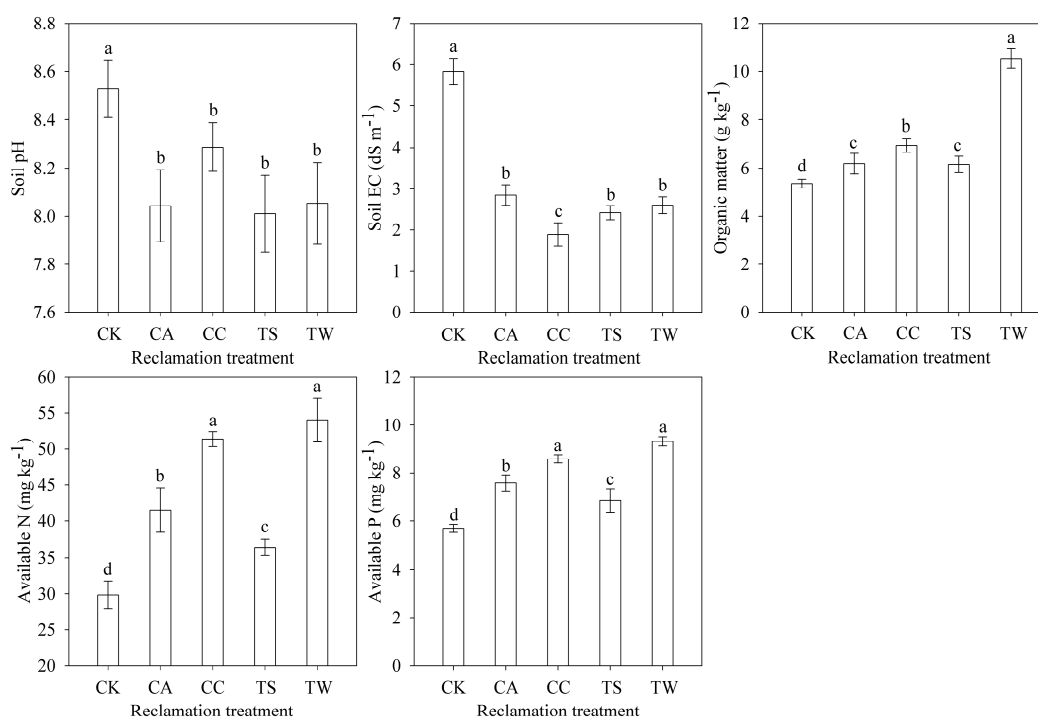 8.8
8.6
8.4
8.2
8.0
7.8
7.6
Soil pH
a
b
b
b
b
CK CA CC TS TW
Reclamation treatment
7
6
5
4
3
2
1
0
Soil EC (dS m⁻¹)
a
b
c
b
b
CK CA CC TS TW
Reclamation treatment
12
10
8
6
4
2
0
Organic matter (g kg⁻¹)
d
c
b
c
a
CK CA CC TS TW
Reclamation treatment
60
55
50
45
40
35
30
25
20
Available N (mg kg⁻¹)
d
b
a
c
a
CK CA CC TS TW
Reclamation treatment
12
10
8
6
4
2
0
Available P (mg kg⁻¹)
d
b
a
c
a
CK CA CC TS TW
Reclamation treatment